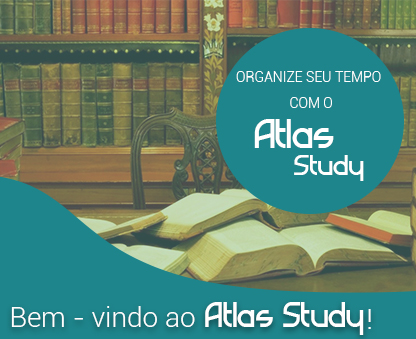 ORGANIZE SEU TEMPO
COM O
Atlas
Study
Bem - vindo ao Atlas Study!